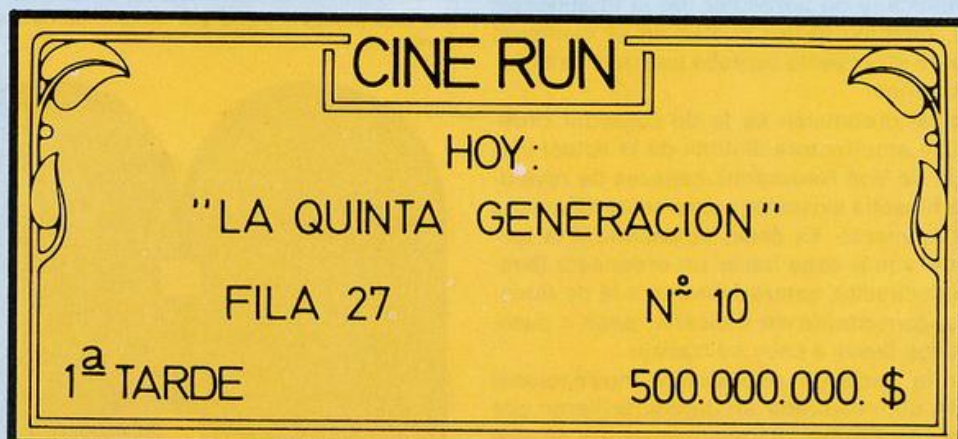 CINE RUN
HOY:
"LA QUINTA GENERACION"
FILA 27 Nº 10
1ª TARDE 500.000.000. $